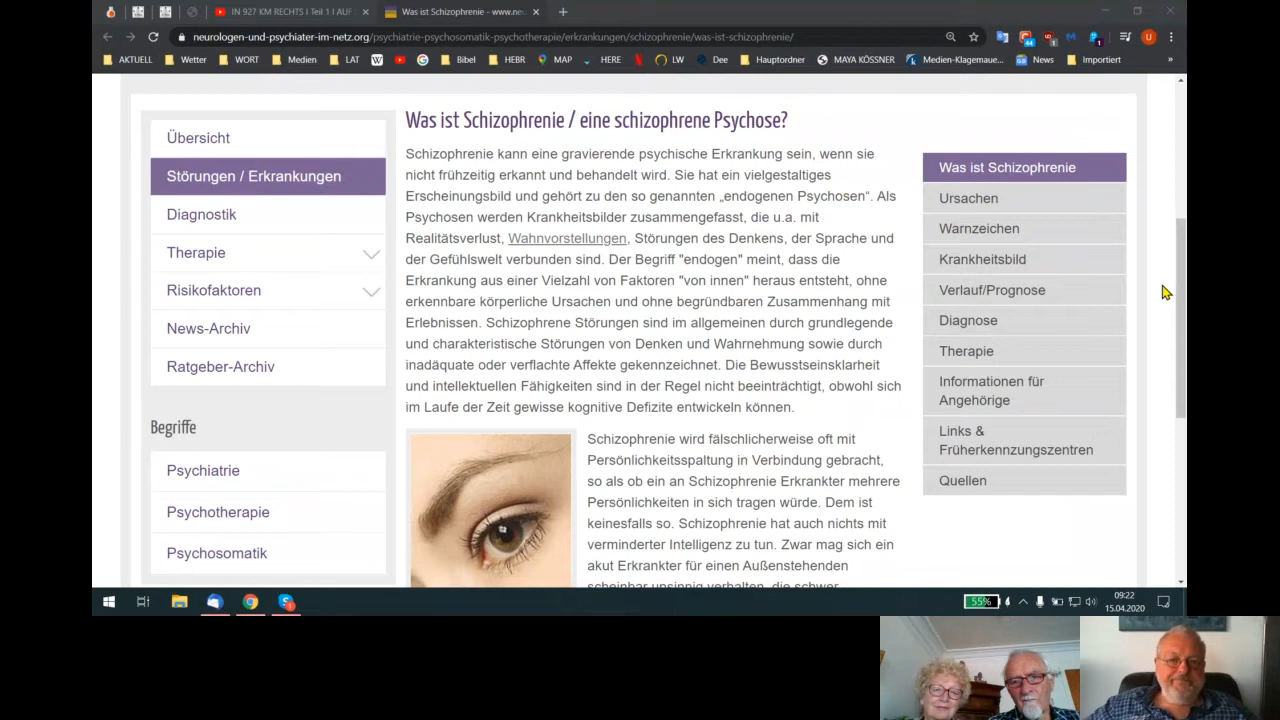 IN 927 KM RECHTS I Teil 1 I AUF
Was ist Schizophrenie - www.neu
neurologen-und-psychiater-im-netz.org/psychiatrie-psychosomatik-psychotherapie/erkrankungen/schizophrenie/was-ist-schizophrenie/
44
1
1
U
AKTUELL
Wetter
WORT
Medien
LAT
W
Bibel
G
HEBR
MAP
HERE
LW
Dee
Hauptordner
MAYA KÖSSNER
Medien-Klagemaue...
News
Importiert
»
Übersicht
Störungen / Erkrankungen
Diagnostik
Therapie
Risikofaktoren
News-Archiv
Ratgeber-Archiv
Begriffe
Psychiatrie
Psychotherapie
Psychosomatik
Was ist Schizophrenie / eine schizophrene Psychose?
Schizophrenie kann eine gravierende psychische Erkrankung sein, wenn sie
nicht frühzeitig erkannt und behandelt wird. Sie hat ein vielgestaltiges
Erscheinungsbild und gehört zu den so genannten „endogenen Psychosen“. Als
Psychosen werden Krankheitsbilder zusammengefasst, die u.a. mit
Realitätsverlust, Wahnvorstellungen, Störungen des Denkens, der Sprache und
der Gefühlswelt verbunden sind. Der Begriff "endogen" meint, dass die
Erkrankung aus einer Vielzahl von Faktoren "von innen" heraus entsteht, ohne
erkennbare körperliche Ursachen und ohne begründbaren Zusammenhang mit
Erlebnissen. Schizophrene Störungen sind im allgemeinen durch grundlegende
und charakteristische Störungen von Denken und Wahrnehmung sowie durch
inadäquate oder verflachte Affekte gekennzeichnet. Die Bewusstseinsklarheit
und intellektuellen Fähigkeiten sind in der Regel nicht beeinträchtigt, obwohl sich
im Laufe der Zeit gewisse kognitive Defizite entwickeln können.
Schizophrenie wird fälschlicherweise oft mit
Persönlichkeitsspaltung in Verbindung gebracht,
so als ob ein an Schizophrenie Erkrankter mehrere
Persönlichkeiten in sich tragen würde. Dem ist
keinesfalls so. Schizophrenie hat auch nichts mit
verminderter Intelligenz zu tun. Zwar mag sich ein
akut Erkrankter für einen Außenstehenden
scheinbar unsinnig verhalten, die schwer
Was ist Schizophrenie
Ursachen
Warnzeichen
Krankheitsbild
Verlauf/Prognose
Diagnose
Therapie
Informationen für
Angehörige
Links &
Früherkennzungszentren
Quellen
55%
09:22
15.04.2020